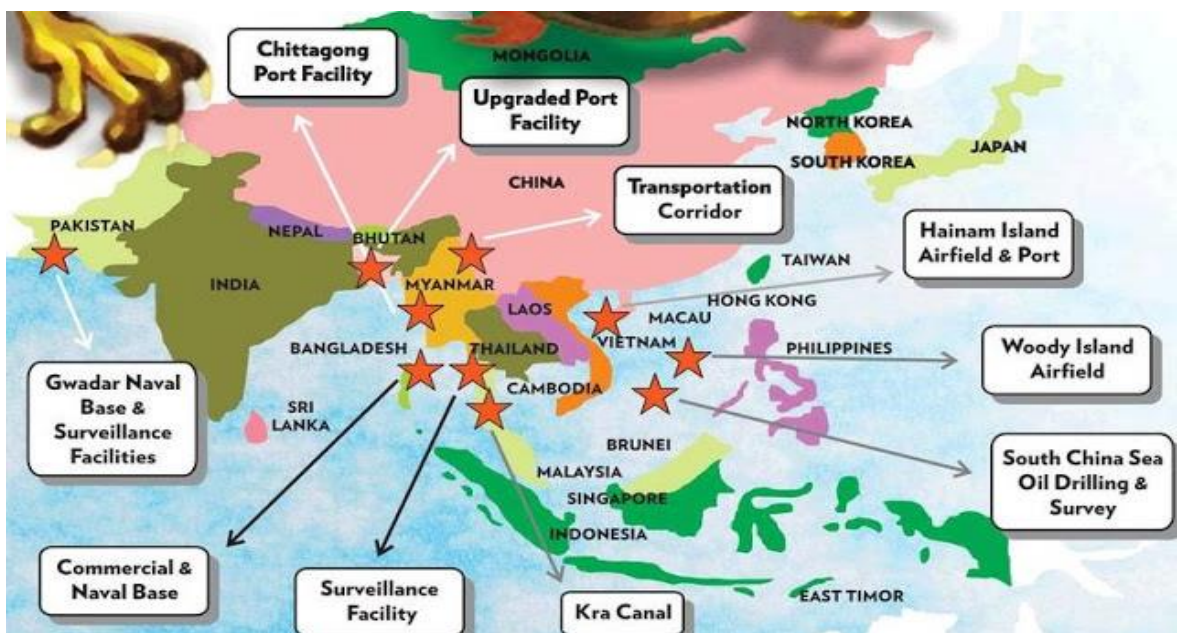 Chittagong
Port Facility
MONGOLIA
Upgraded Port
Facility
NORTH KOREA
SOUTH KOREA
JAPAN
CHINA
Transportation
Corridor
PAKISTAN
NEPAL
BHUTAN
Hainam Island
Airfield & Port
INDIA
MYANMAR
TAIWAN
LAOS
HONG KONG
MACAU
BANGLADESH
THAILAND
VIETNAM
PHILIPPINES
Woody Island
Airfield
Gwadar Naval
Base &
Surveillance
Facilities
SRI
LANKA
CAMBODIA
BRUNEI
MALAYSIA
SINGAPORE
INDONESIA
South China Sea
Oil Drilling &
Survey
Commercial &
Naval Base
Surveillance
Facility
Kra Canal
EAST TIMOR